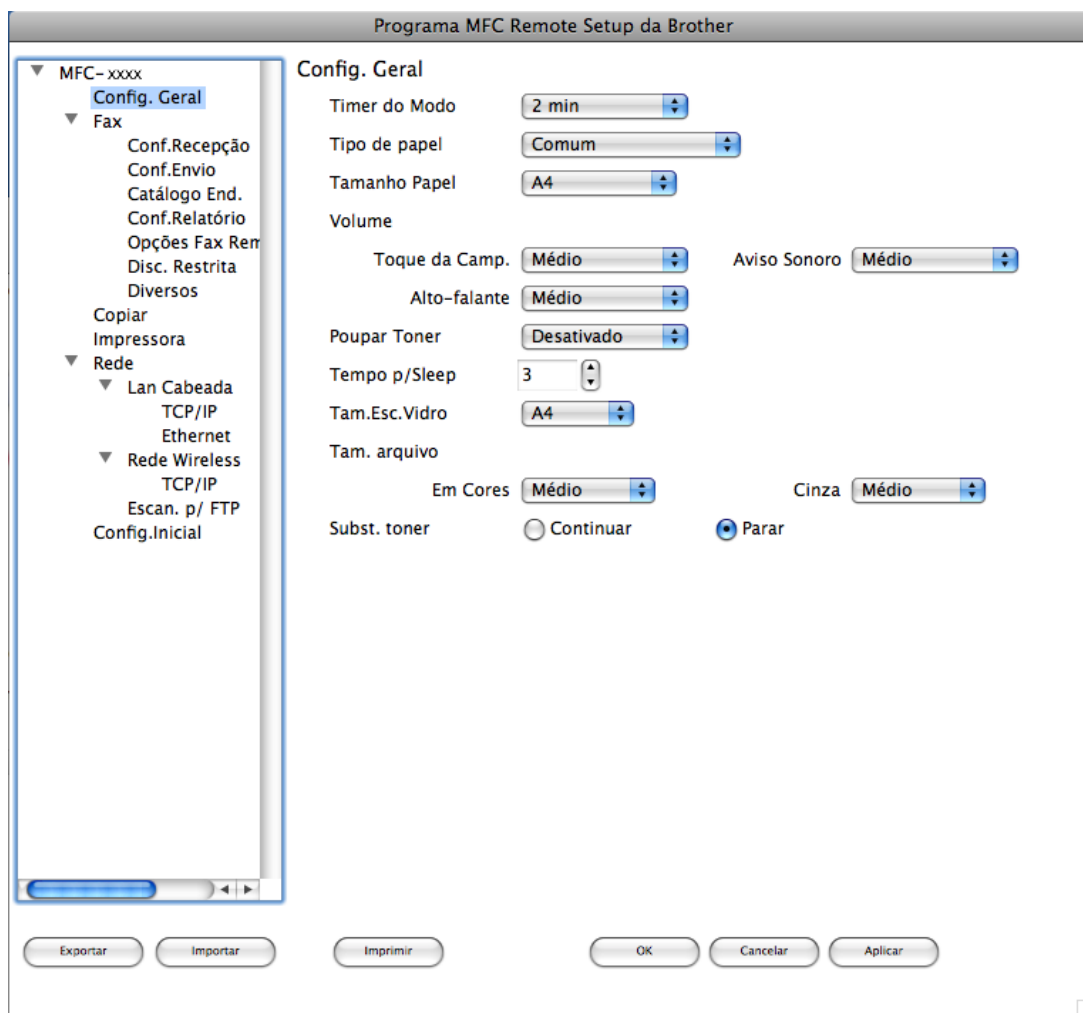 Programa MFC Remote Setup da Brother
MFC- xxxx
Config. Geral
Fax
Conf.Recepção
Conf.Envio
Catálogo End.
Conf.Relatório
Opções Fax Rem
Disc. Restrita
Diversos
Copiar
Impressora
Rede
Lan Cabeada
TCP/IP
Ethernet
Rede Wireless
TCP/IP
Escan. p/ FTP
Config.Inicial
Config. Geral
Timer do Modo 2 min
Tipo de papel Comum
Tamanho Papel A4
Volume
Toque da Camp. Médio Aviso Sonoro Médio
Alto-falante Médio
Poupar Toner Desativado
Tempo p/Sleep 3
Tam.Esc.Vidro A4
Tam. arquivo
Em Cores Médio Cinza Médio
Subst. toner Continuar Parar
Exportar Importar Imprimir OK Cancelar Aplicar